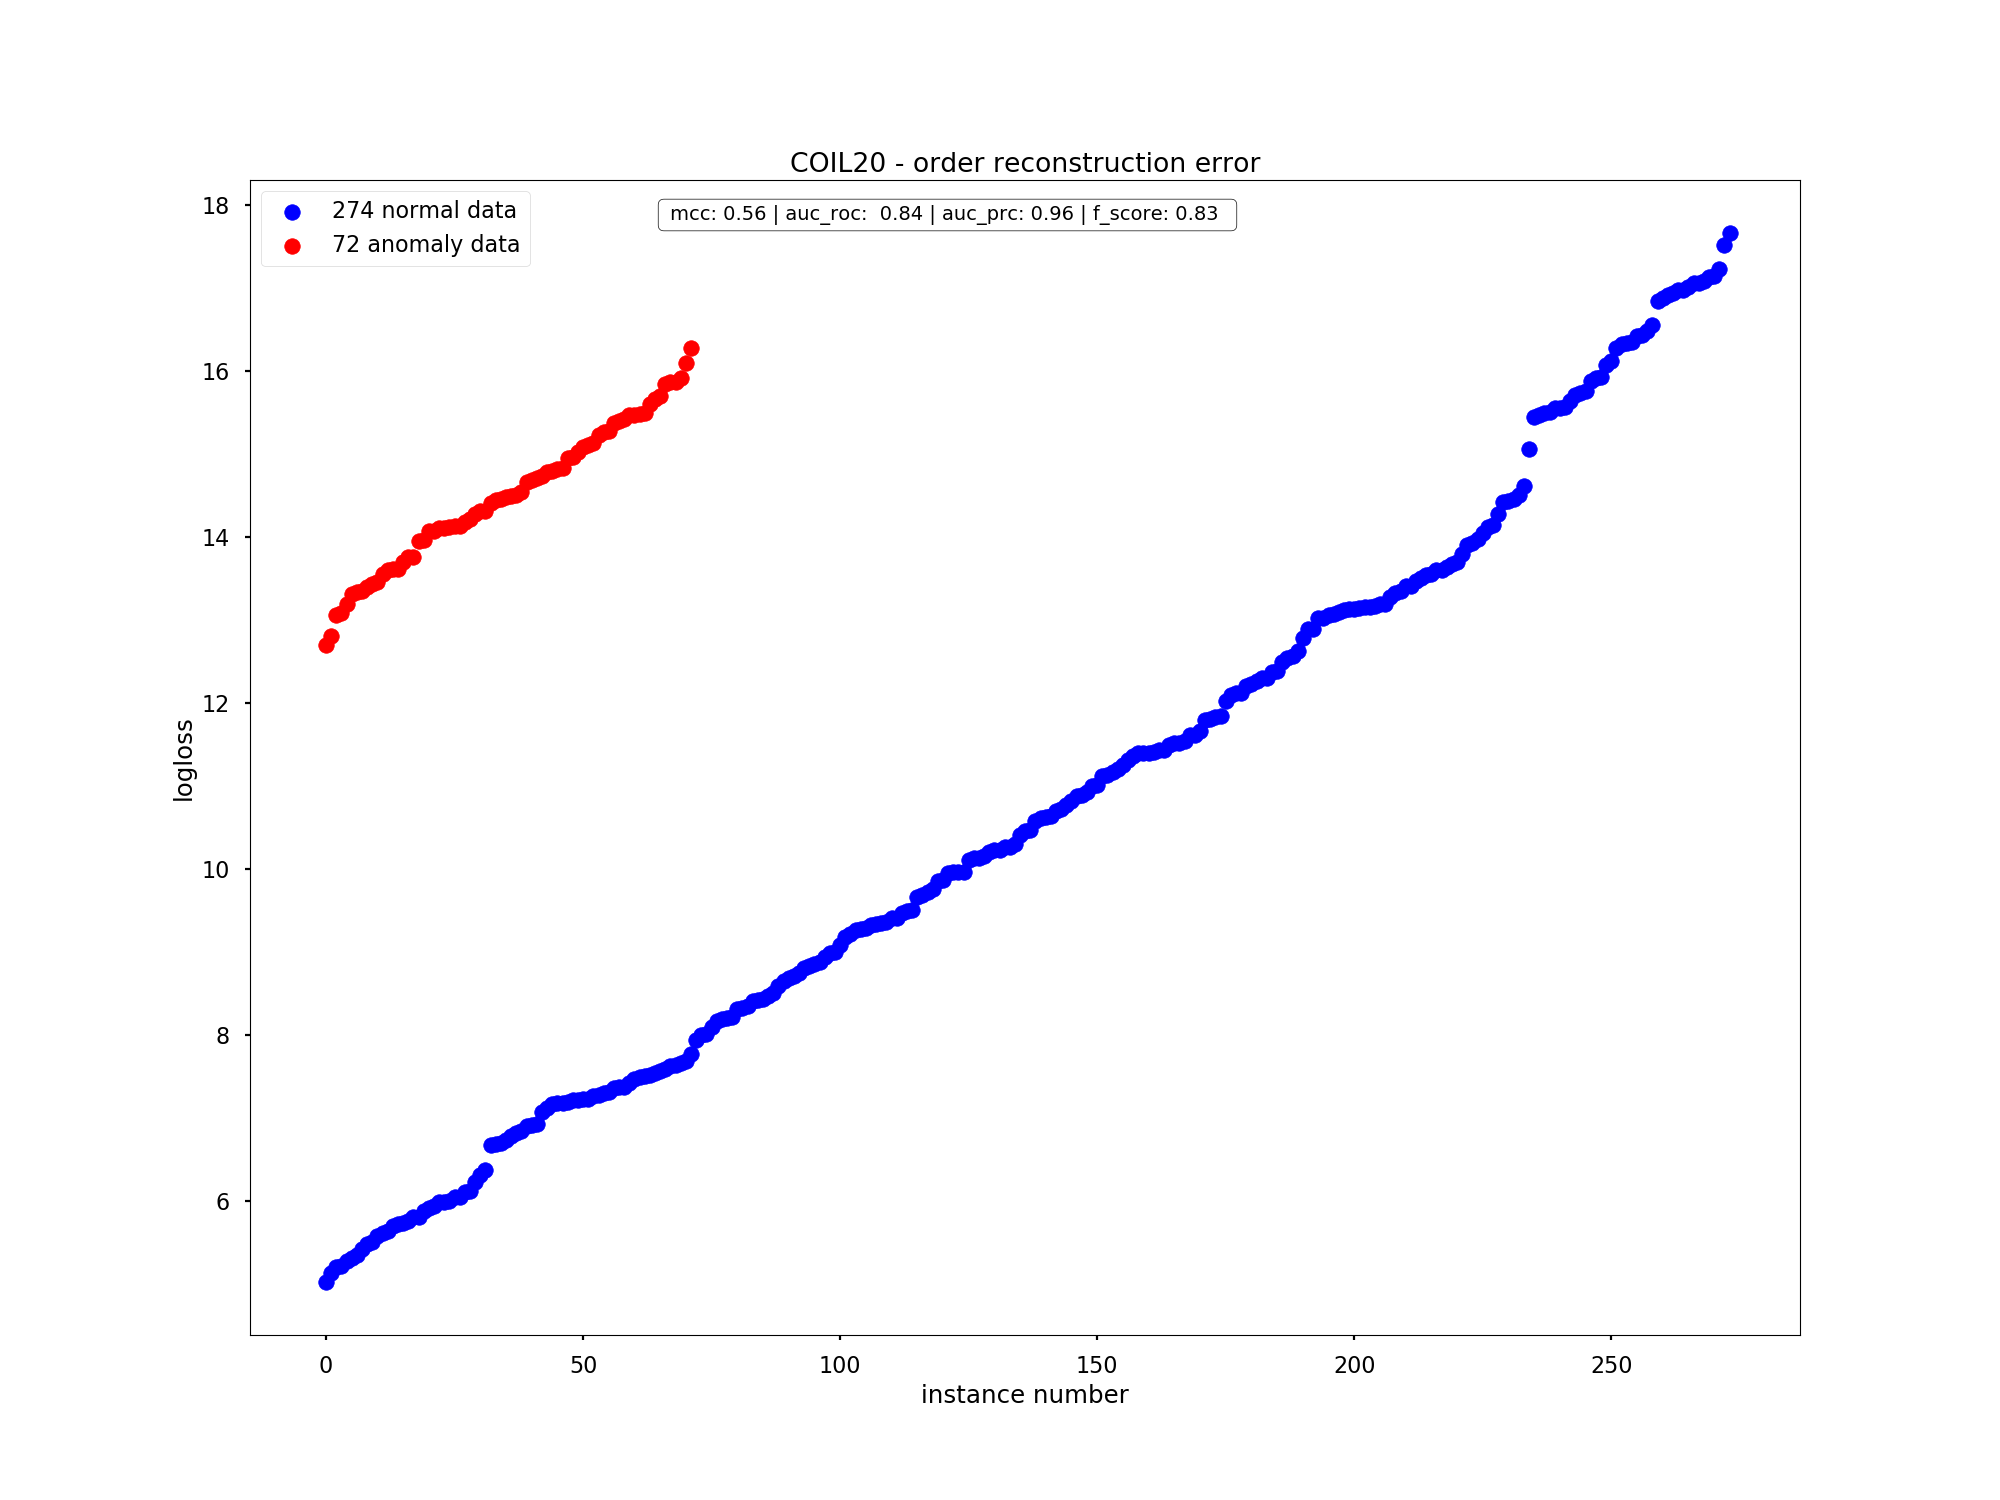 COIL20 - order reconstruction error
274 normal data
72 anomaly data
mcc: 0.56 | auc_roc:  0.84 | auc_prc: 0.96 | f_score: 0.83
18
16
14
12
10
8
6
logloss
0 50 100 150 200 250
instance number